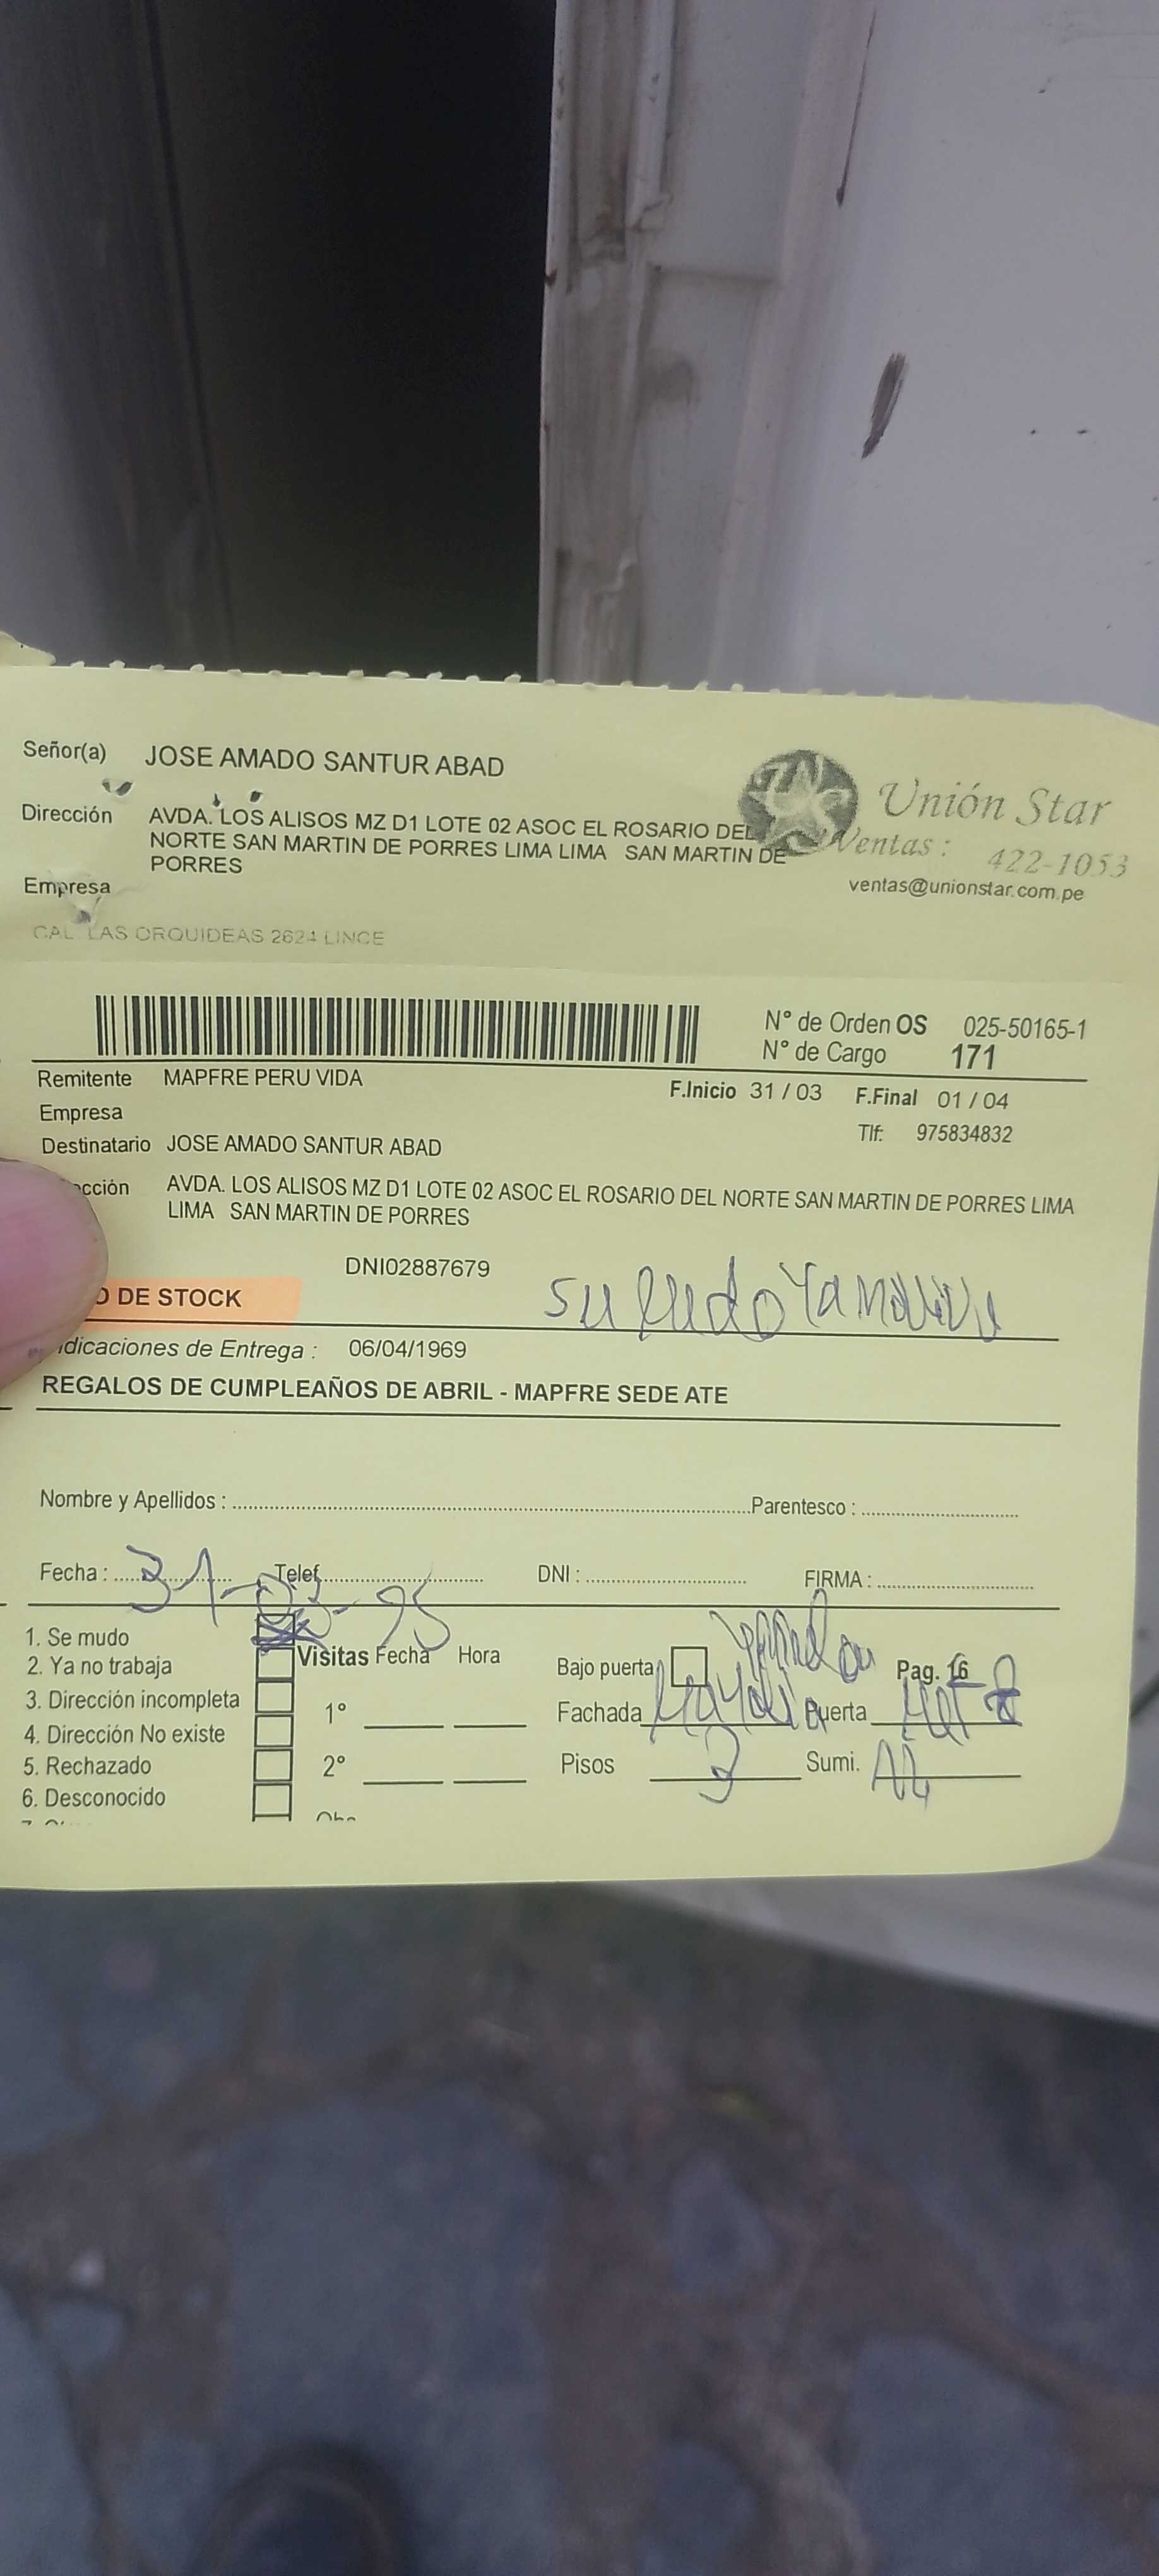 Señor(a) JOSE AMADO SANTUR ABAD
Unión Star
Dirección AVDA. LOS ALISOS MZ D1 LOTE 02 ASOC EL ROSARIO DEL
NORTE SAN MARTIN DE PORRES LIMA LIMA SAN MARTIN DE
PORRES
Ventas : 422-1053
Empresa
ventas@unionstar.com.pe
CAL. LAS ORQUIDEAS 2624 LINCE
N° de Orden OS 025-50165-1
N° de Cargo 171
Remitente MAPFRE PERU VIDA
F.Inicio 31 / 03 F.Final 01 / 04
Empresa
Tlf: 975834832
Destinatario JOSE AMADO SANTUR ABAD
cción AVDA. LOS ALISOS MZ D1 LOTE 02 ASOC EL ROSARIO DEL NORTE SAN MARTIN DE PORRES LIMA
LIMA SAN MARTIN DE PORRES
DNI02887679
O DE STOCK
su
dicaciones de Entrega : 06/04/1969
REGALOS DE CUMPLEAÑOS DE ABRIL - MAPFRE SEDE ATE
Nombre y Apellidos : Parentesco :
Fecha : Telef DNI : FIRMA :
31-03-25
1. Se mudo
2. Ya no trabaja
3. Dirección incompleta
4. Dirección No existe
5. Rechazado
6. Desconocido
Visitas Fecha Hora
1°
2°
Bajo puerta Pag. 16
Fachada Puerta
Pisos Sumi.